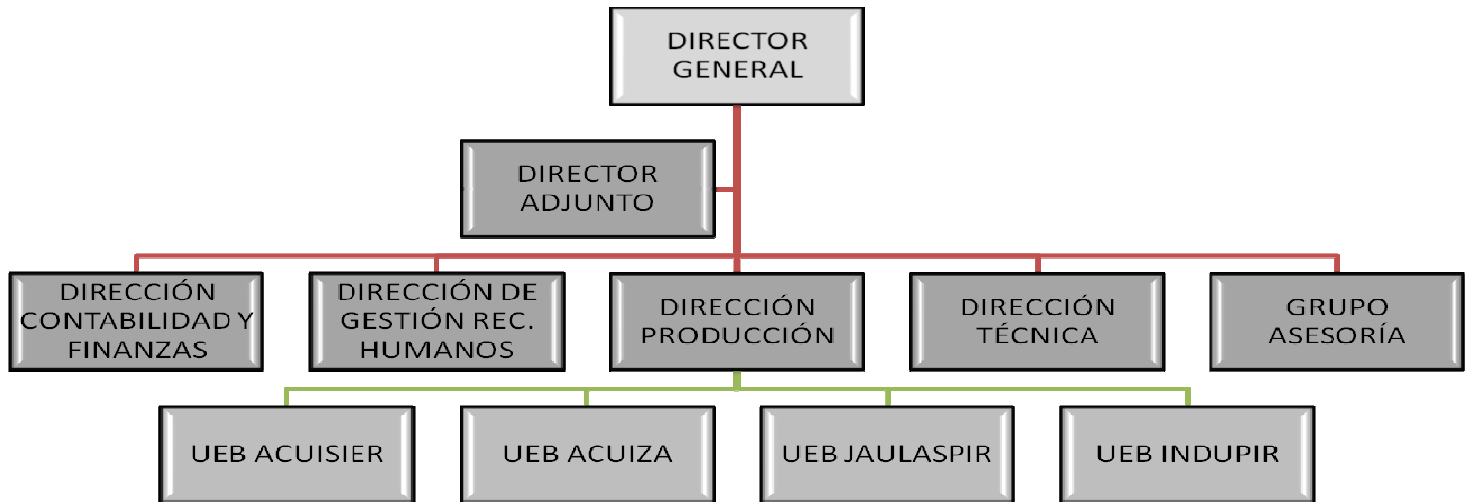 DIRECTOR
GENERAL
DIRECTOR
ADJUNTO
DIRECCIÓN
CONTABILIDAD Y
FINANZAS
DIRECCIÓN DE
GESTIÓN REC.
HUMANOS
DIRECCIÓN
PRODUCCIÓN
DIRECCIÓN
TÉCNICA
GRUPO
ASESORÍA
UEB ACUISIER
UEB ACUIZA
UEB JAULASPIR
UEB INDUPIR